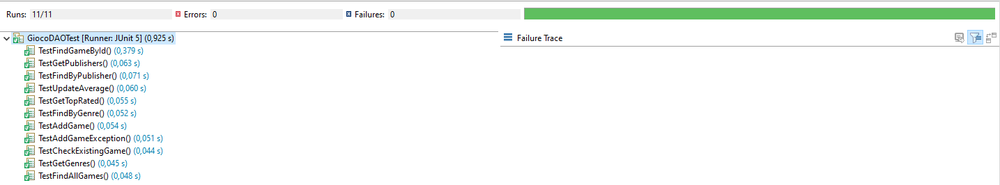 Runs: 11/11 Errors: 0 Failures: 0
GiocoDAOTest [Runner: JUnit 5] (0,925 s)
Failure Trace
TestFindGameById() (0,379 s)
TestGetPublishers() (0,063 s)
TestFindByPublisher() (0,071 s)
TestUpdateAverage() (0,060 s)
TestGetTopRated() (0,055 s)
TestFindByGenre() (0,052 s)
TestAddGame() (0,054 s)
TestAddGameException() (0,051 s)
TestCheckExistingGame() (0,044 s)
TestGetGenres() (0,045 s)
TestFindAllGames() (0,048 s)